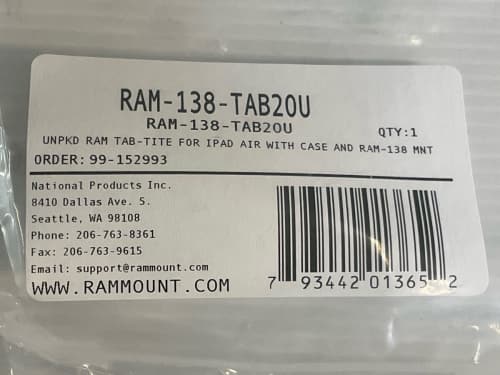 RAM-138-TAB20U
RAM-138-TAB20U
QTY:1
UNPKD RAM TAB-TITE FOR IPAD AIR WITH CASE AND RAM-138 MNT
ORDER: 99-152993
National Products Inc.
8410 Dallas Ave. S.
Seattle, WA 98108
Phone: 206-763-8361
Fax: 206-763-9615
Email: support@rammount.com
WWW.RAMMOUNT.COM
7 93442 01365 2